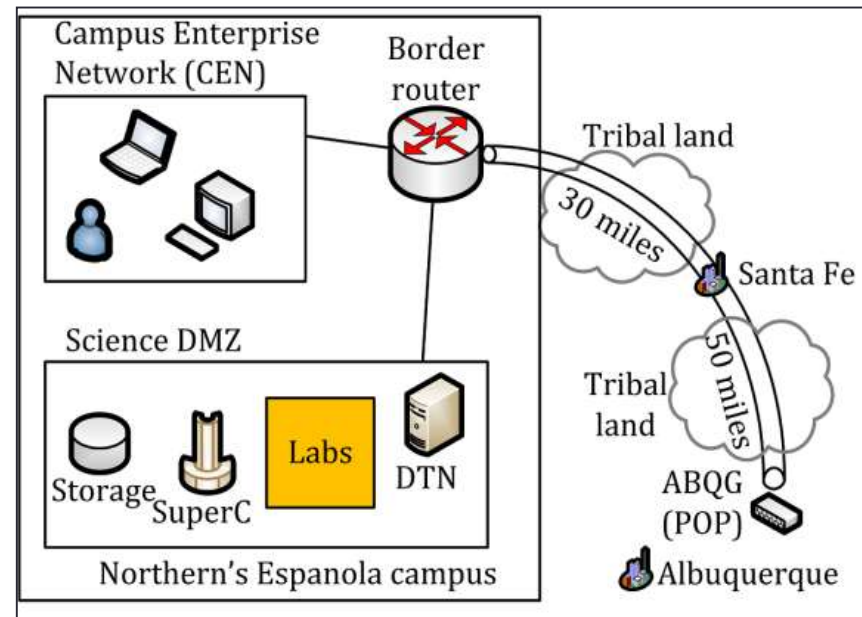 Campus Enterprise
Network (CEN)
Border
router
Tribal land
30 miles
Santa Fe
Science DMZ
50 miles
Tribal
land
Labs
Storage
SuperC
DTN
ABQG
(POP)
Northern's Espanola campus
Albuquerque